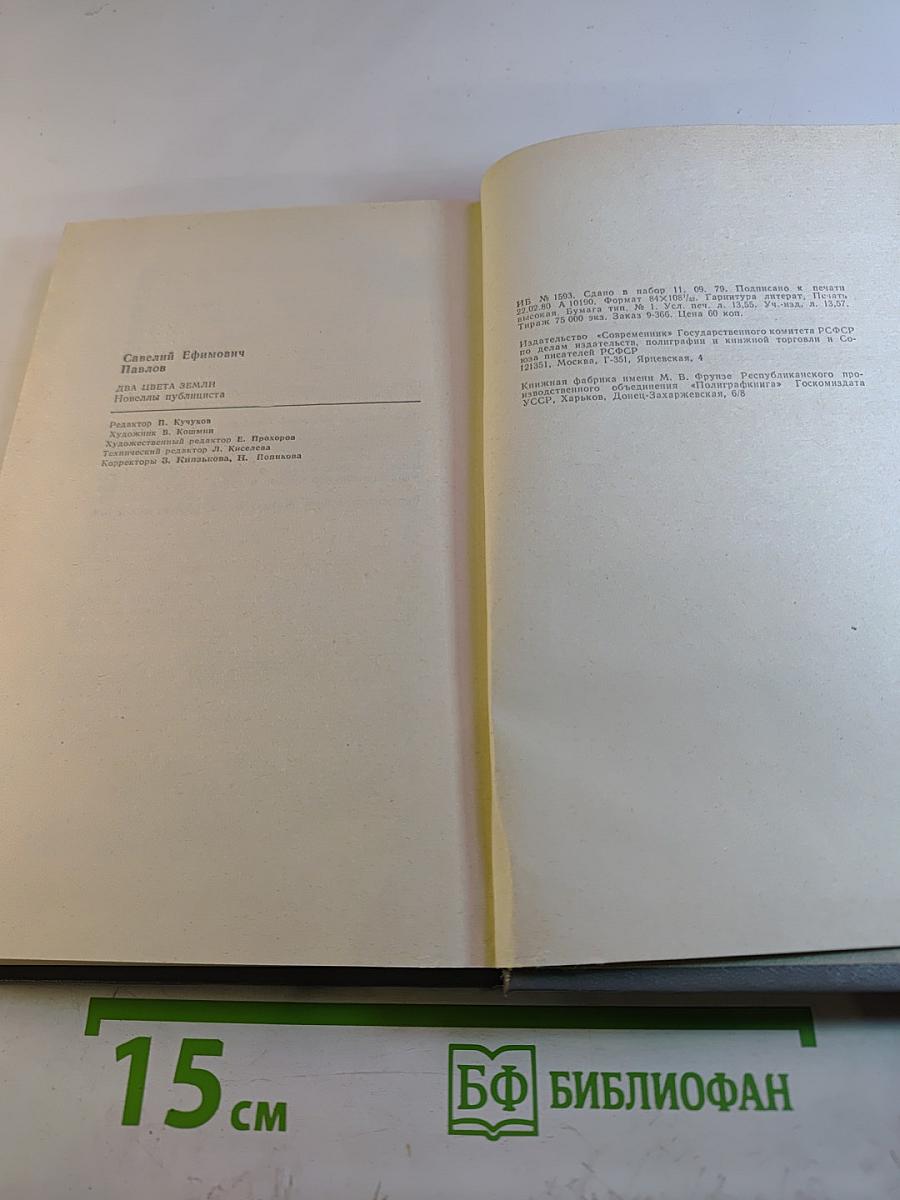 Савелий Ефимович
Павлов
ДВА ЦВЕТА ЗЕМЛИ
Новеллы публициста
Редактор П. Кучухов
Художник В. Кошмин
Художественный редактор Е. Прохоров
Технический редактор Л. Киселева
Корректоры З. Князькова, Н. Попикова
ИБ № 1593. Сдано в набор 11. 09. 79. Подписано к печати
22.02.80 А 10190. Формат 84×108¹/₃₂. Гарнитура литерат. Печать
высокая. Бумага тип. № 1. Усл. печ. л. 13,55. Уч.-изд. л. 13,57.
Тираж 75 000 экз. Заказ 9-366. Цена 60 коп.
Издательство «Современник» Государственного комитета РСФСР
по делам издательств, полиграфии и книжной торговли и Со-
юза писателей РСФСР
121351, Москва, Г-351, Ярцевская, 4
Книжная фабрика имени М. В. Фрунзе Республиканского про-
изводственного объединения «Полиграфкнига» Госкомиздата
УССР, Харьков, Донец-Захаржевская, 6/8
15 см
БФ БИБЛИОФАН